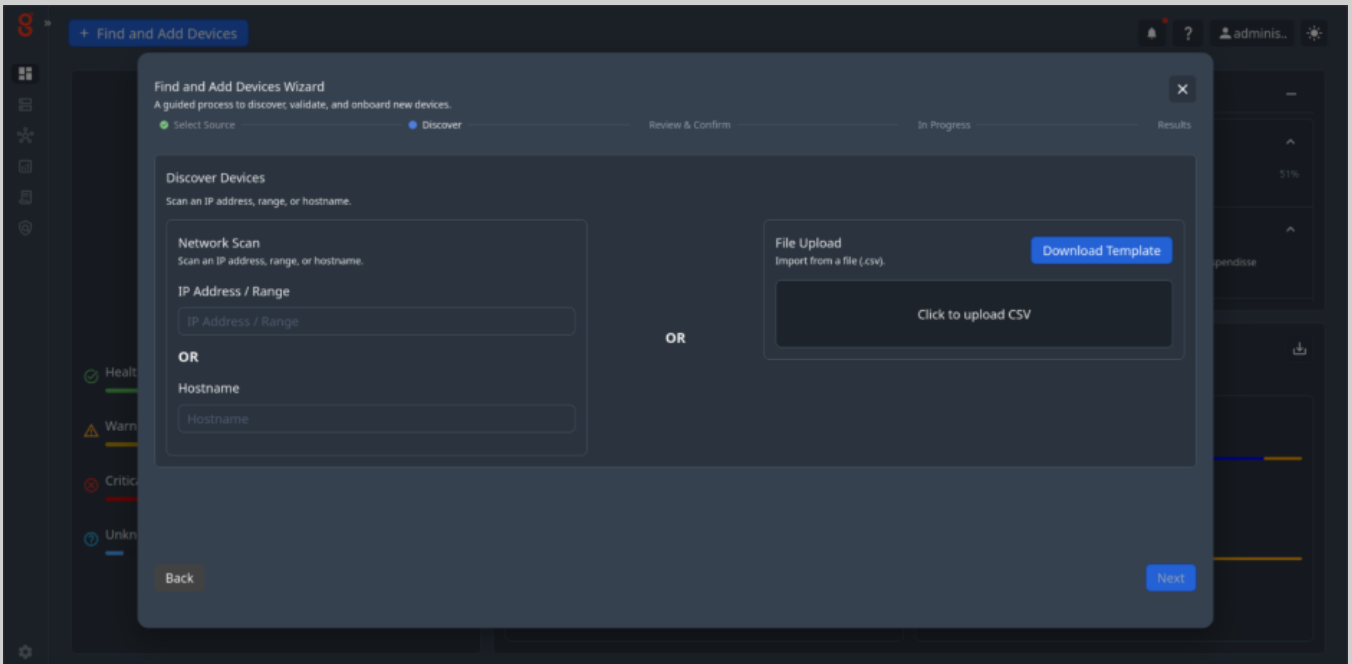 g »
+ Find and Add Devices
? adminis..
Find and Add Devices Wizard
A guided process to discover, validate, and onboard new devices.
Select Source
Discover
Review & Confirm
In Progress
Results
Discover Devices
Scan an IP address, range, or hostname.
Network Scan
Scan an IP address, range, or hostname.
IP Address / Range
IP Address / Range
OR
Hostname
Hostname
OR
File Upload
Import from a file (.csv).
Download Template
Click to upload CSV
Back
Next
Healt
Warn
Critica
Unkn
51%
spendisse